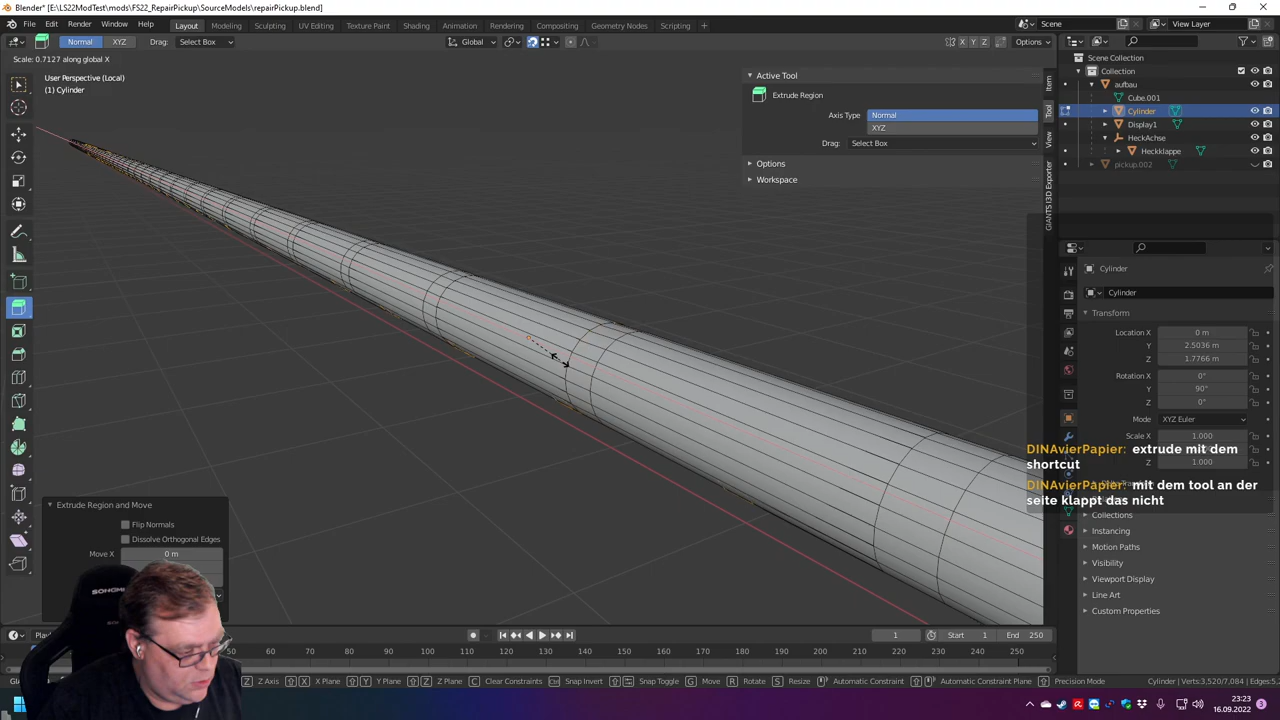 Blender* [E:\LS22ModTest\Mods\FS22_RepairPickup\SourceModels\repairPickup.blend]
File Edit Render Window Help Layout Modeling Sculpting UV Editing Texture Paint Shading Animation Rendering Compositing Geometry Nodes Scripting Scene View Layer
Normal XYZ Drag: Select Box Global X Y Z Options
Scale: 0.7127 along global X
User Perspective (Local)
(1) Cylinder
Active Tool
Extrude Region
Axis Type Normal
XYZ
Drag: Select Box
Options
Workspace
Item
Tool
View
GIANTS I3D Exporter
Scene Collection
Collection
aufbau
Cube.001
Cylinder
Display1
HeckAchse
Heckklappe
pickup.002
Cylinder
Cylinder
Transform
Location X 0 m
Y 2.5036 m
Z 1.7766 m
Rotation X 0°
Y 90°
Z 0°
Mode XYZ Euler
Scale X 1.000
Z 1.000
DINAvierPapier: extrude mit dem
shortcut
DINAvierPapier: mit dem tool an der
seite klappt das nicht
Collections
Instancing
Motion Paths
Visibility
Viewport Display
Line Art
Custom Properties
Extrude Region and Move
Flip Normals
Dissolve Orthogonal Edges
Move X 0 m
SONGMI
1 Start 1 End 250
50 60 70 80 90 100 110 120 130 140 150 160 170 180 190 200 210 220 230 240 250
Z Axis X Plane Y Plane Z Plane Clear Constraints Snap Invert Snap Toggle Move Rotate Resize Automatic Constraint Automatic Constraint Plane Precision Mode
23:23
16.09.2022